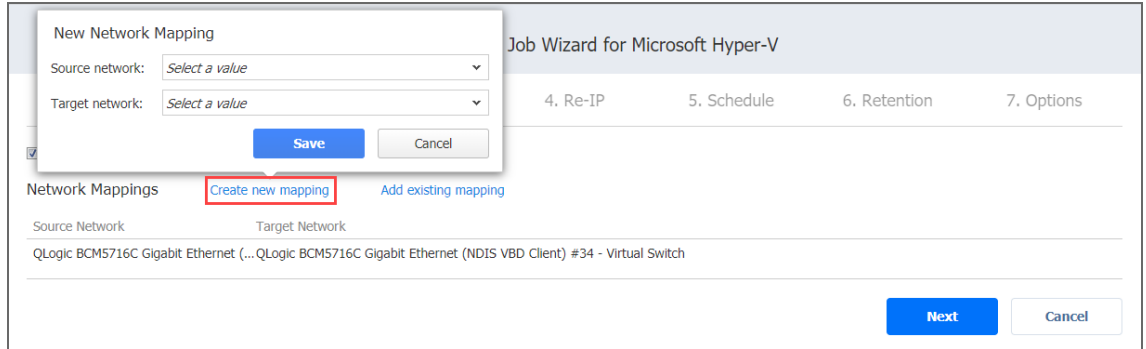 New Network Mapping
Job Wizard for Microsoft Hyper-V
Source network: Select a value
Target network: Select a value
4. Re-IP 5. Schedule 6. Retention 7. Options
Save Cancel
Network Mappings Create new mapping Add existing mapping
Source Network Target Network
QLogic BCM5716C Gigabit Ethernet (... QLogic BCM5716C Gigabit Ethernet (NDIS VBD Client) #34 - Virtual Switch
Next Cancel